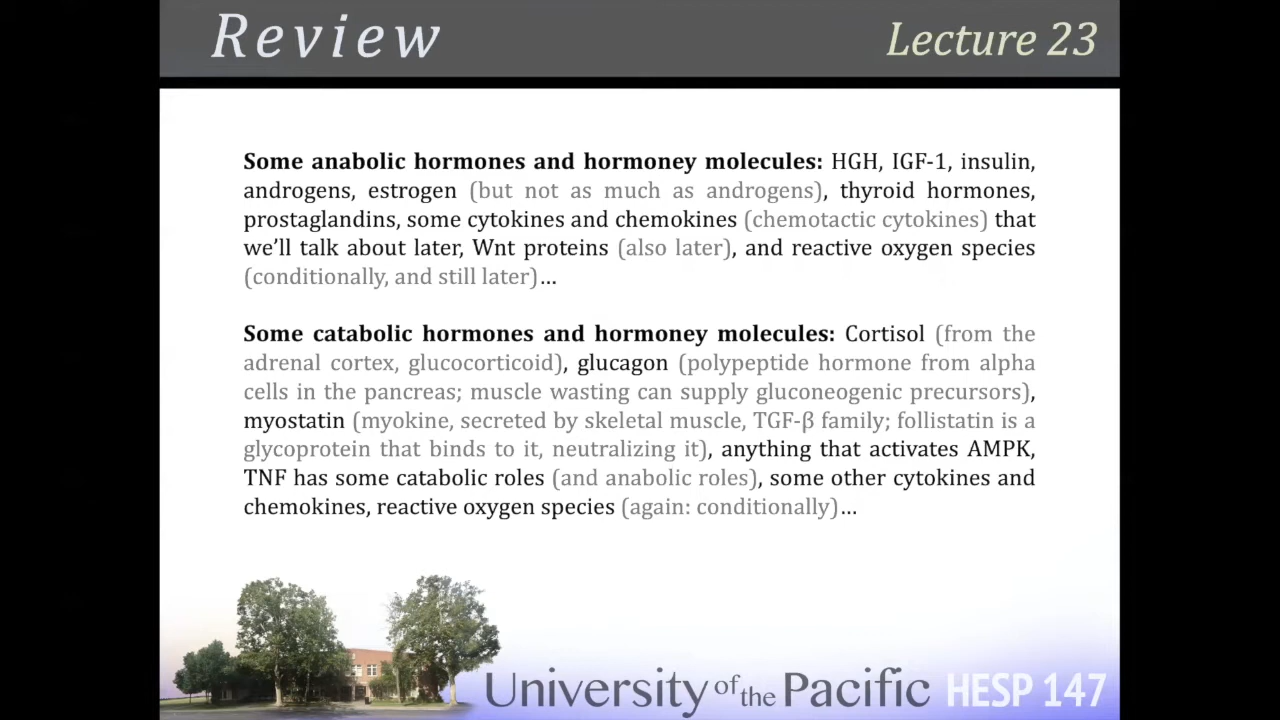 Review
Lecture 23
Some anabolic hormones and hormoney molecules: HGH, IGF-1, insulin,
androgens, estrogen (but not as much as androgens), thyroid hormones,
prostaglandins, some cytokines and chemokines (chemotactic cytokines) that
we'll talk about later, Wnt proteins (also later), and reactive oxygen species
(conditionally, and still later)…
Some catabolic hormones and hormoney molecules: Cortisol (from the
adrenal cortex, glucocorticoid), glucagon (polypeptide hormone from alpha
cells in the pancreas; muscle wasting can supply gluconeogenic precursors),
myostatin (myokine, secreted by skeletal muscle, TGF-β family; follistatin is a
glycoprotein that binds to it, neutralizing it), anything that activates AMPK,
TNF has some catabolic roles (and anabolic roles), some other cytokines and
chemokines, reactive oxygen species (again: conditionally)…
University of the Pacific HESP 147